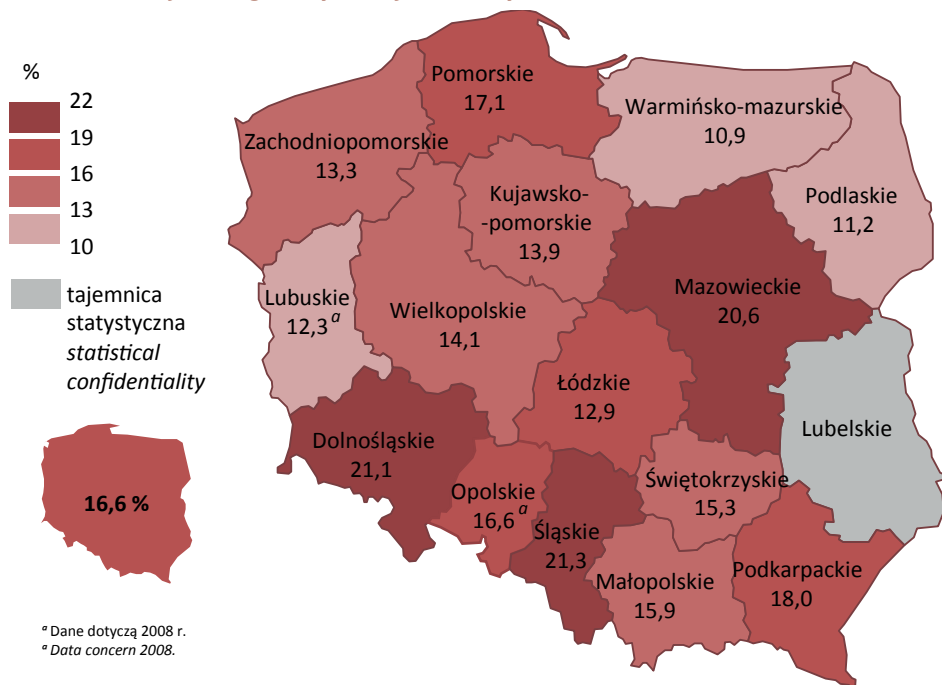 %
22
19
16
13
10
tajemnica
statystyczna
statistical
confidentiality
16,6 %
a Dane dotyczą 2008 r.
a Data concern 2008.
Pomorskie
17,1
Warmińsko-mazurskie
10,9
Zachodniopomorskie
13,3
Kujawsko-
-pomorskie
13,9
Podlaskie
11,2
Lubuskie
12,3 a
Wielkopolskie
14,1
Mazowieckie
20,6
Łódzkie
12,9
Lubelskie
Dolnośląskie
21,1
Opolskie
16,6 a
Śląskie
21,3
Świętokrzyskie
15,3
Małopolskie
15,9
Podkarpackie
18,0